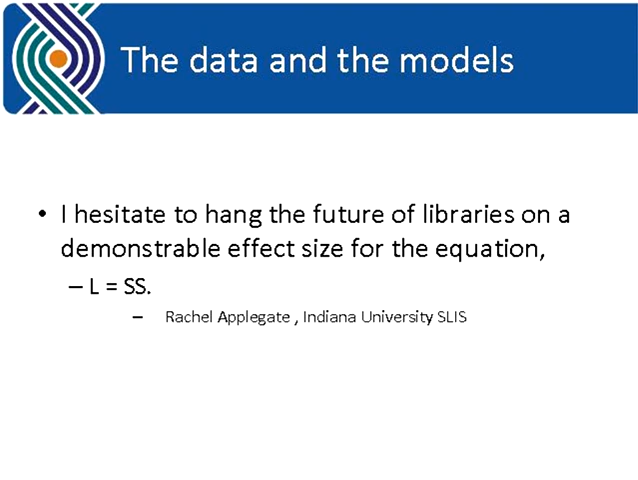 The data and the models
• I hesitate to hang the future of libraries on a
demonstrable effect size for the equation,
– L = SS.
– Rachel Applegate , Indiana University SLIS